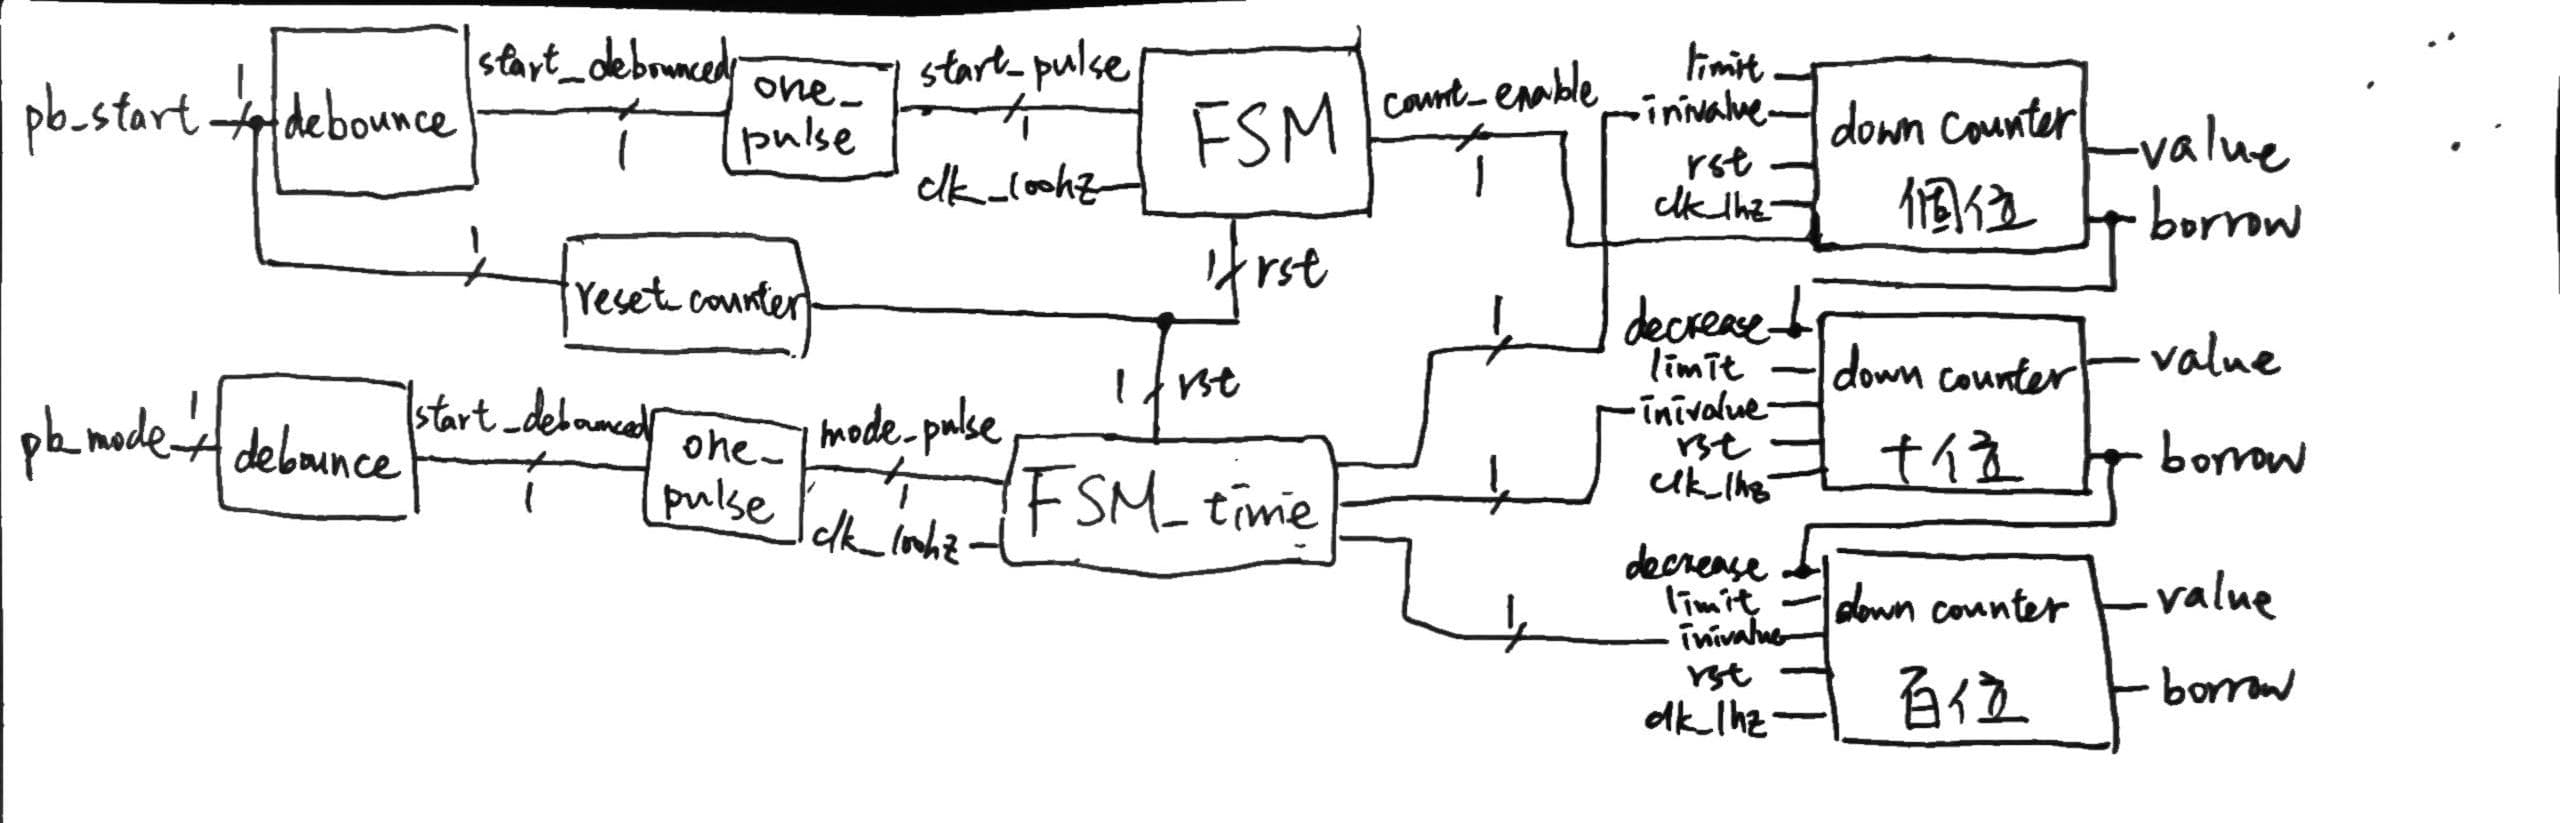 pb_start
1
debounce
start_debounced
1
one_
pulse
start_pulse
1
clk_100hz
FSM
count_enable
1
1
reset_counter
1
rst
1
rst
pb_mode
1
debounce
start_debounced
1
one_
pulse
mode_pulse
1
clk_100hz
FSM_time
1
1
1
limit
inivalue
rst
clk_1hz
down counter
個位
value
borrow
decrease
limit
inivalue
rst
clk_1hz
down counter
十位
value
borrow
decrease
limit
inivalue
rst
clk_1hz
down counter
百位
value
borrow